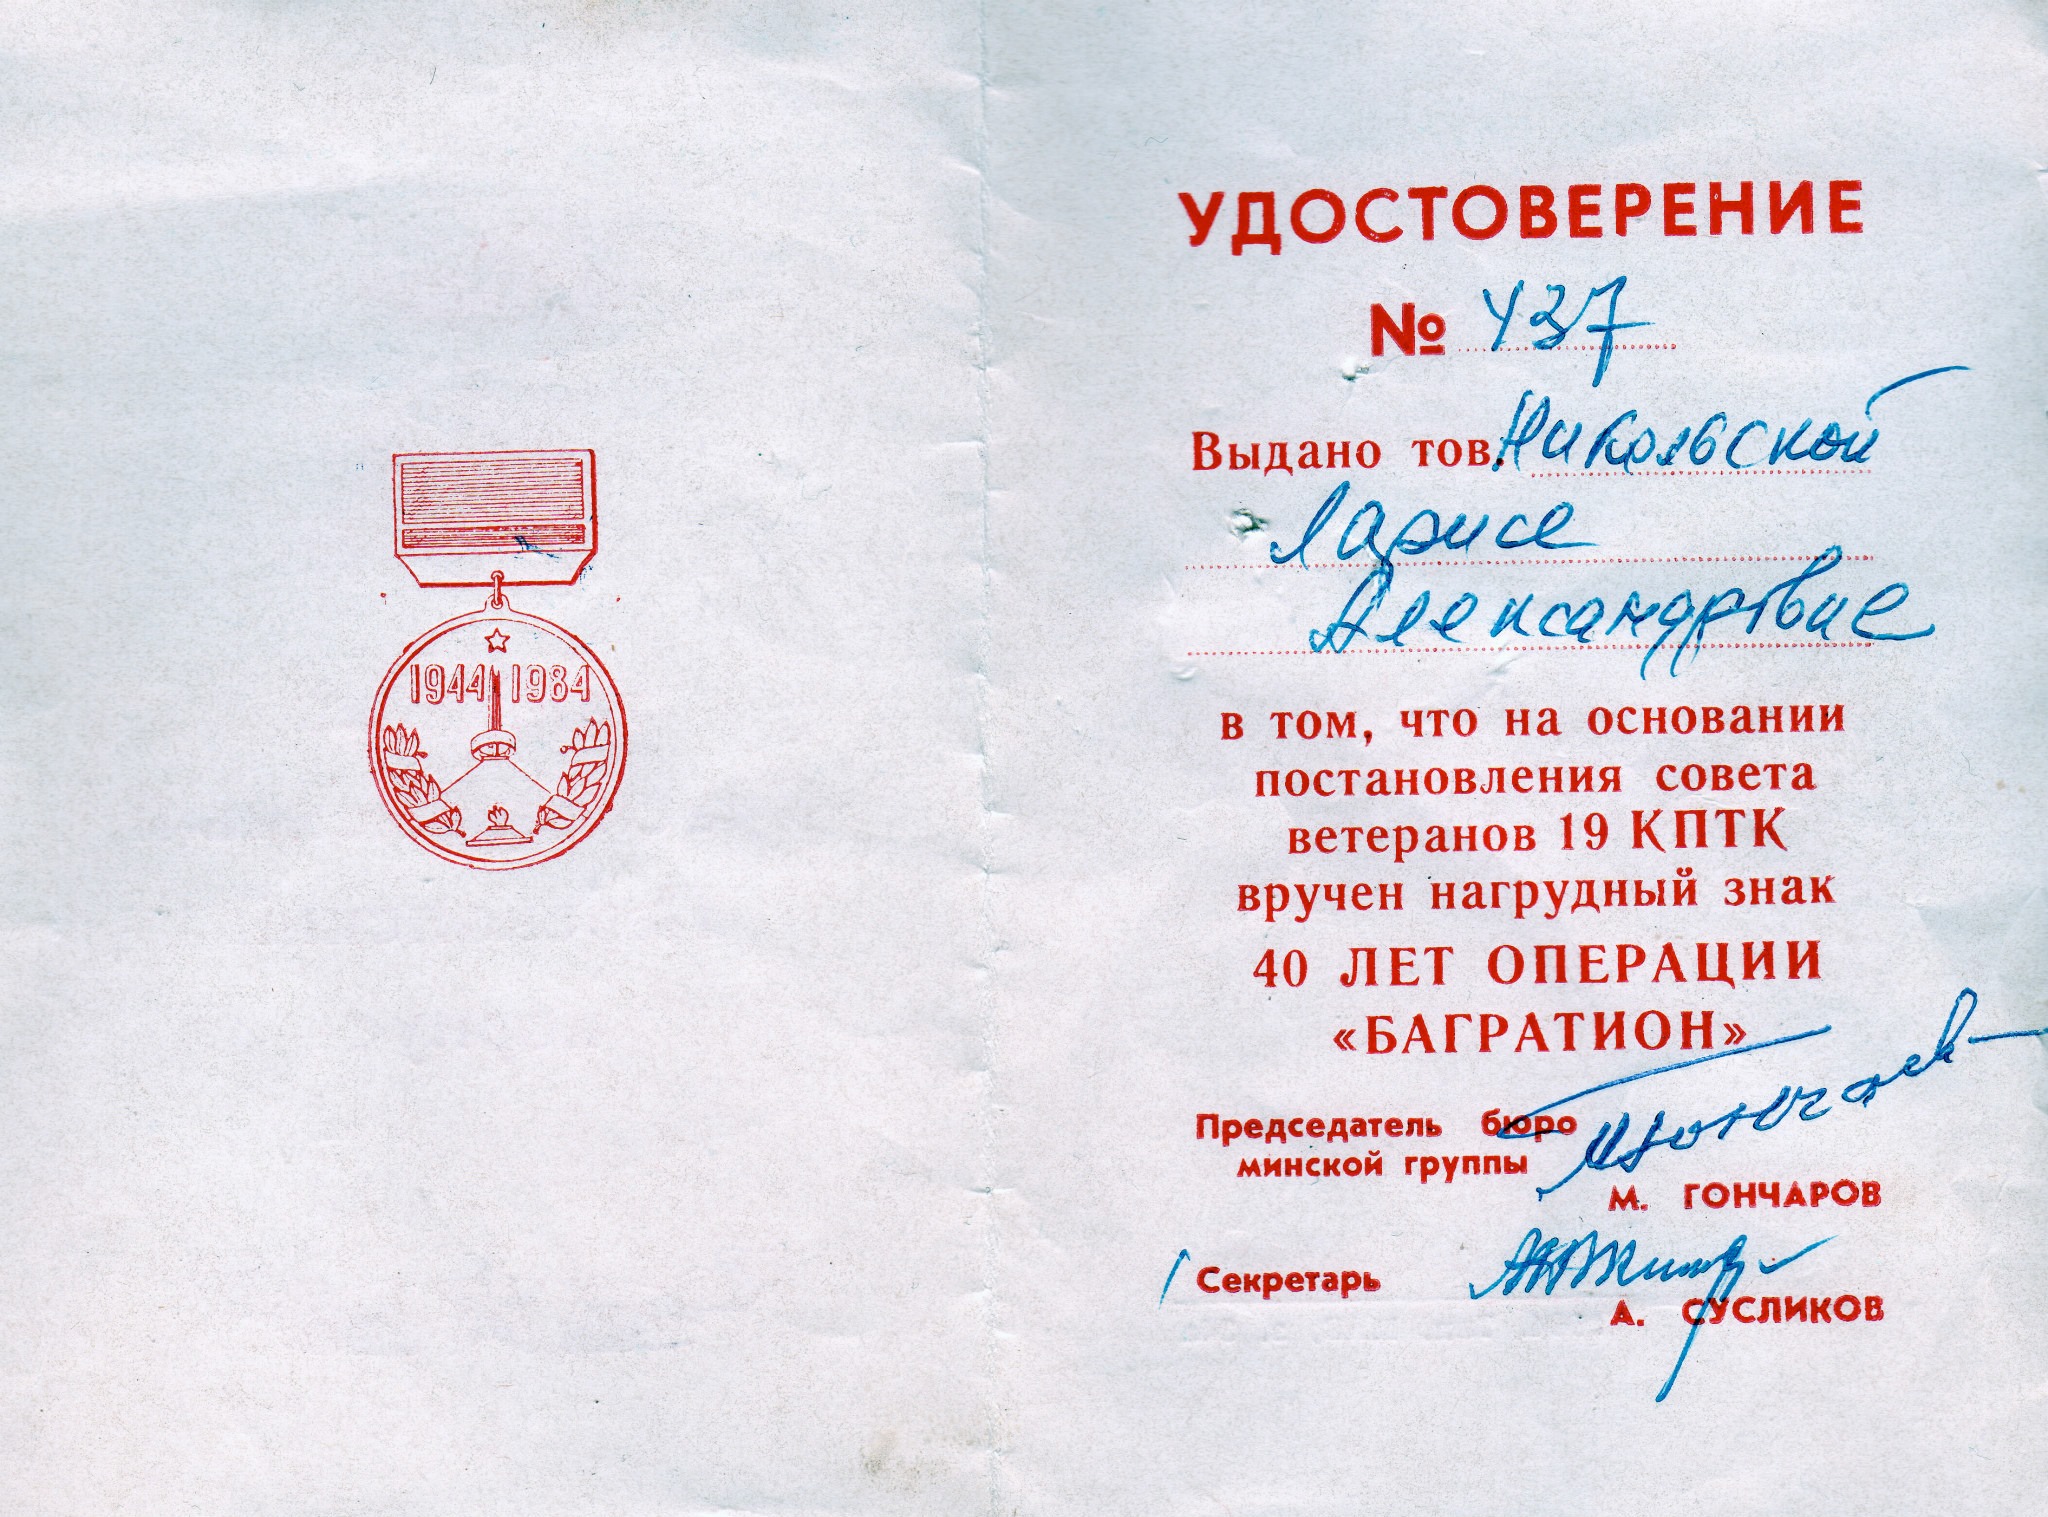 1944 1984
УДОСТОВЕРЕНИЕ
№ 437
Выдано тов. Никольской
Ларисе
Александровне
в том, что на основании
постановления совета
ветеранов 19 КПТК
вручен нагрудный знак
40 ЛЕТ ОПЕРАЦИИ
«БАГРАТИОН»
Председатель бюро
минской группы
М. ГОНЧАРОВ
Секретарь
А. СУСЛИКОВ